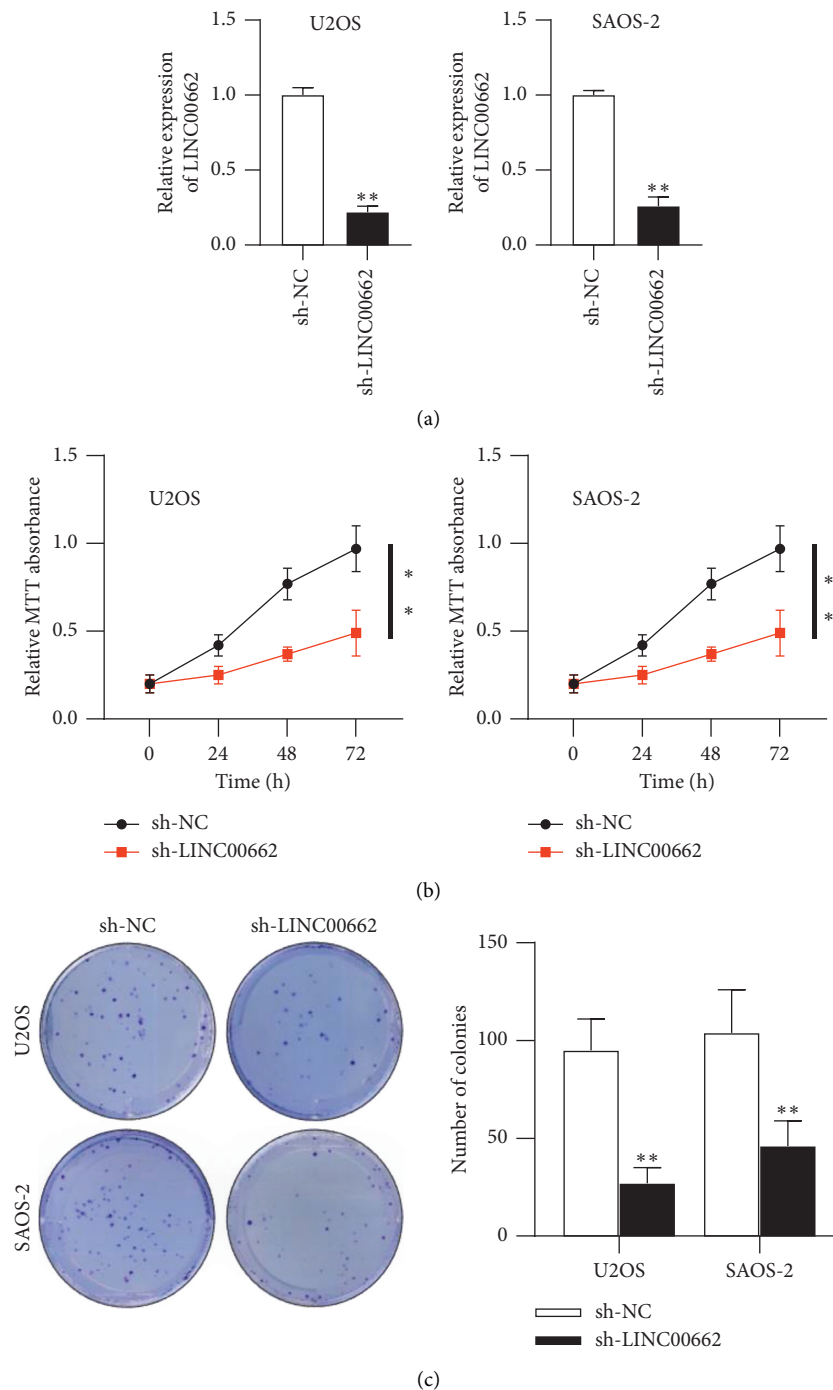 U2OS
Relative expression
of LINC00662
1.5
1.0
0.5
0.0
**
sh-NC
sh-LINC00662
SAOS-2
Relative expression
of LINC00662
1.5
1.0
0.5
0.0
**
sh-NC
sh-LINC00662
(a)
U2OS
Relative MTT absorbance
1.5
1.0
0.5
0.0
0 24 48 72
Time (h)
* *
sh-NC
sh-LINC00662
SAOS-2
Relative MTT absorbance
1.5
1.0
0.5
0.0
0 24 48 72
Time (h)
* *
sh-NC
sh-LINC00662
(b)
sh-NC sh-LINC00662
U2OS
SAOS-2
Number of colonies
150
100
50
0
**
**
U2OS SAOS-2
sh-NC
sh-LINC00662
(c)